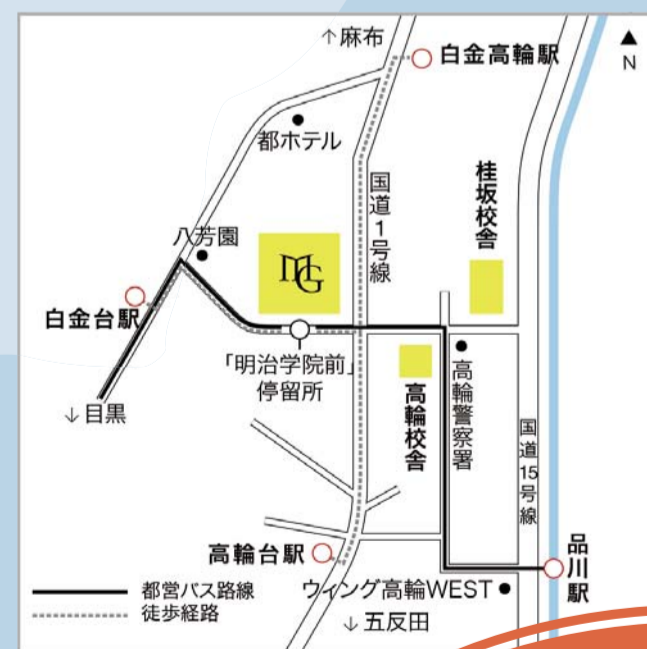 ↑麻布
白金高輪駅
▲
N
都ホテル
国道1号線
桂坂校舎
八芳園
MG
白金台駅
「明治学院前」
停留所
高輪校舎
高輪警察署
↓目黒
国道15号線
高輪台駅
品川駅
都営バス路線
徒歩経路
ウィング高輪WEST
↓五反田